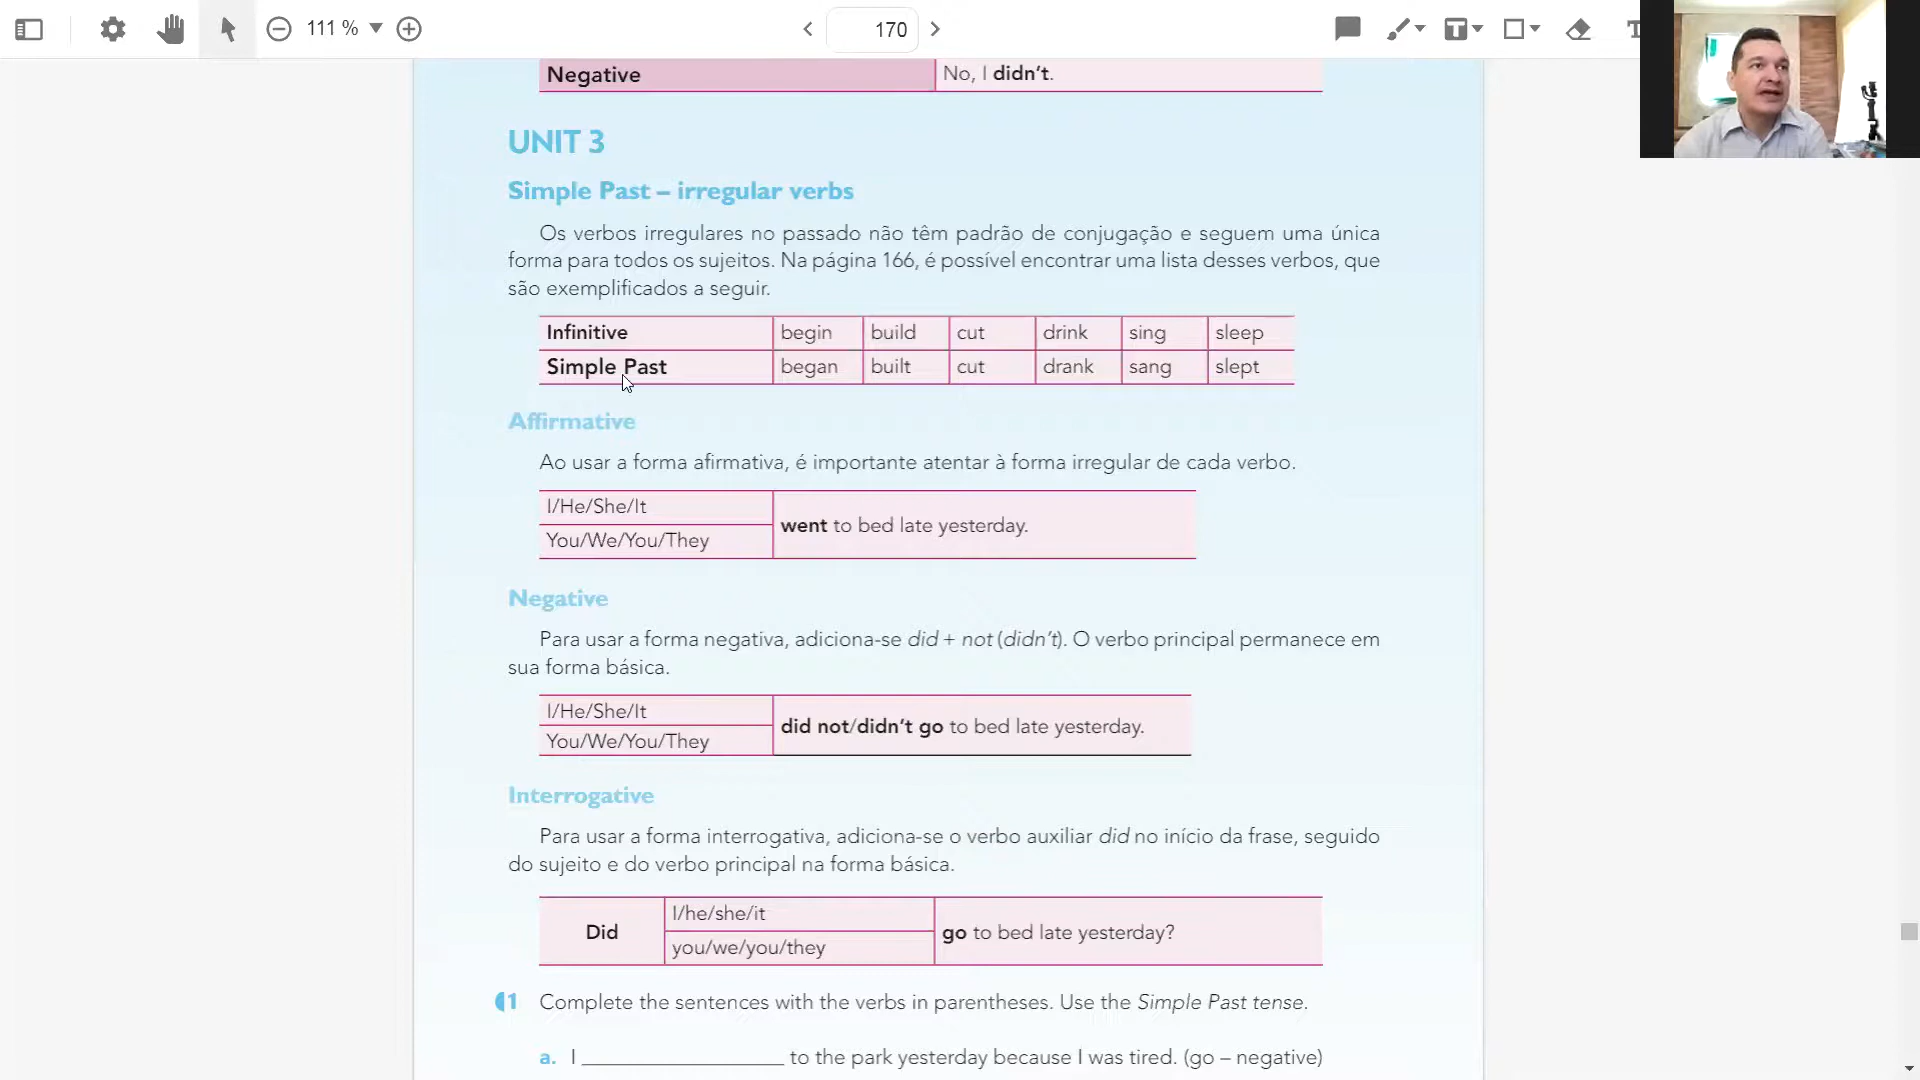 111 %
170
Negative No, I didn't.
UNIT 3
Simple Past – irregular verbs
Os verbos irregulares no passado não têm padrão de conjugação e seguem uma única
forma para todos os sujeitos. Na página 166, é possível encontrar uma lista desses verbos, que
são exemplificados a seguir.
Infinitive begin build cut drink sing sleep
Simple Past began built cut drank sang slept
Affirmative
Ao usar a forma afirmativa, é importante atentar à forma irregular de cada verbo.
I/He/She/It
went to bed late yesterday.
You/We/You/They
Negative
Para usar a forma negativa, adiciona-se did + not (didn't). O verbo principal permanece em
sua forma básica.
I/He/She/It
did not/didn't go to bed late yesterday.
You/We/You/They
Interrogative
Para usar a forma interrogativa, adiciona-se o verbo auxiliar did no início da frase, seguido
do sujeito e do verbo principal na forma básica.
I/he/she/it
Did go to bed late yesterday?
you/we/you/they
1 Complete the sentences with the verbs in parentheses. Use the Simple Past tense.
a. I ____________________ to the park yesterday because I was tired. (go – negative)